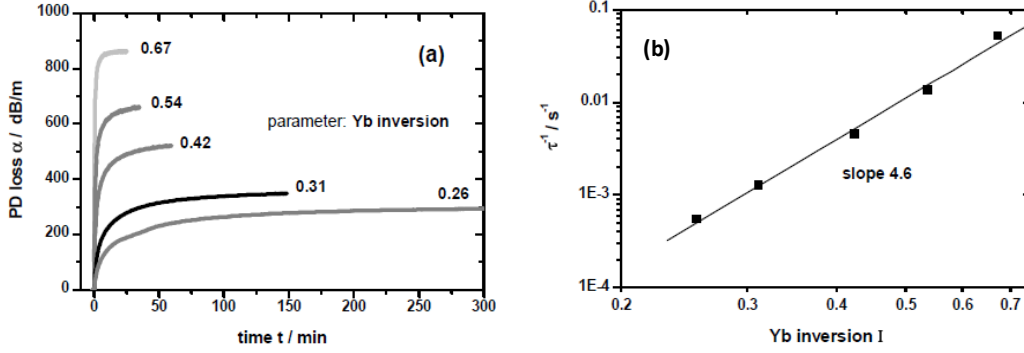 1000
800
600
400
200
0
PD loss α / dB/m
0.67
0.54
0.42
0.31
0.26
(a)
parameter: Yb inversion
0 50 100 150 200 250 300
time t / min
0.1
0.01
1E-3
1E-4
τ⁻¹ / s⁻¹
(b)
slope 4.6
0.2 0.3 0.4 0.5 0.6 0.7
Yb inversion I